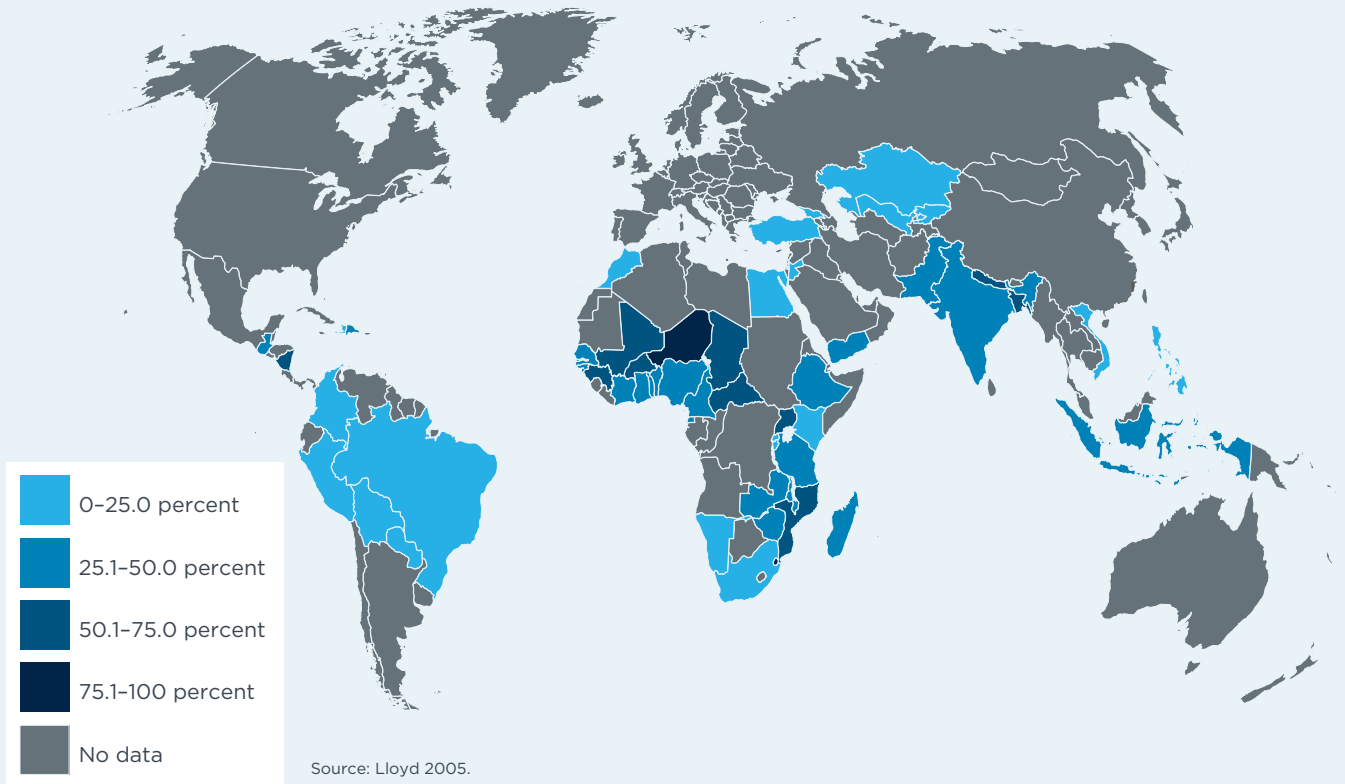 0–25.0 percent
25.1–50.0 percent
50.1–75.0 percent
75.1–100 percent
No data
Source: Lloyd 2005.